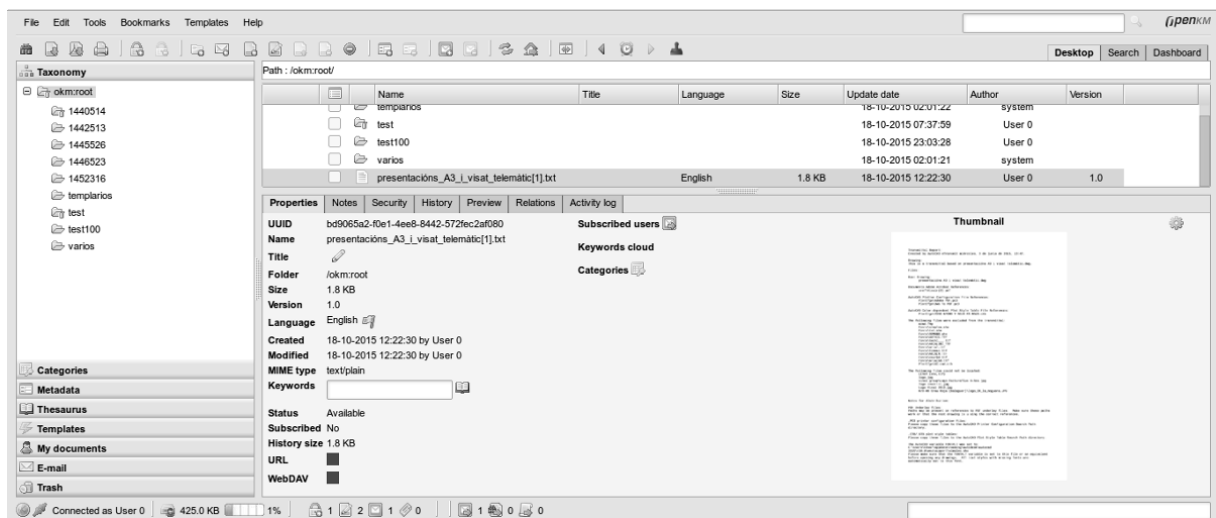 File Edit Tools Bookmarks Templates Help
OpenKM
Desktop Search Dashboard
Taxonomy
okm:root
1440514
1442513
1445526
1446523
1452316
templarios
test
test100
varios
Categories
Metadata
Thesaurus
Templates
My documents
E-mail
Trash
Path : /okm:root/
Name Title Language Size Update date Author Version
templarios 18-10-2015 02:01:22 system
test 18-10-2015 07:37:59 User 0
test100 18-10-2015 23:03:28 User 0
varios 18-10-2015 02:01:21 system
presentacións_A3_i_visat_telemàtic[1].txt English 1.8 KB 18-10-2015 12:22:30 User 0 1.0
Properties Notes Security History Preview Relations Activity log
UUID bd9065a2-f0e1-4ee8-8442-572fec2af080
Name presentacións_A3_i_visat_telemàtic[1].txt
Title
Folder /okm:root
Size 1.8 KB
Version 1.0
Language English
Created 18-10-2015 12:22:30 by User 0
Modified 18-10-2015 12:22:30 by User 0
MIME type text/plain
Keywords
Status Available
Subscribed No
History size 1.8 KB
URL
WebDAV
Subscribed users
Keywords cloud
Categories
Thumbnail
Connected as User 0 425.0 KB 1% 1 2 1 0 1 0 0